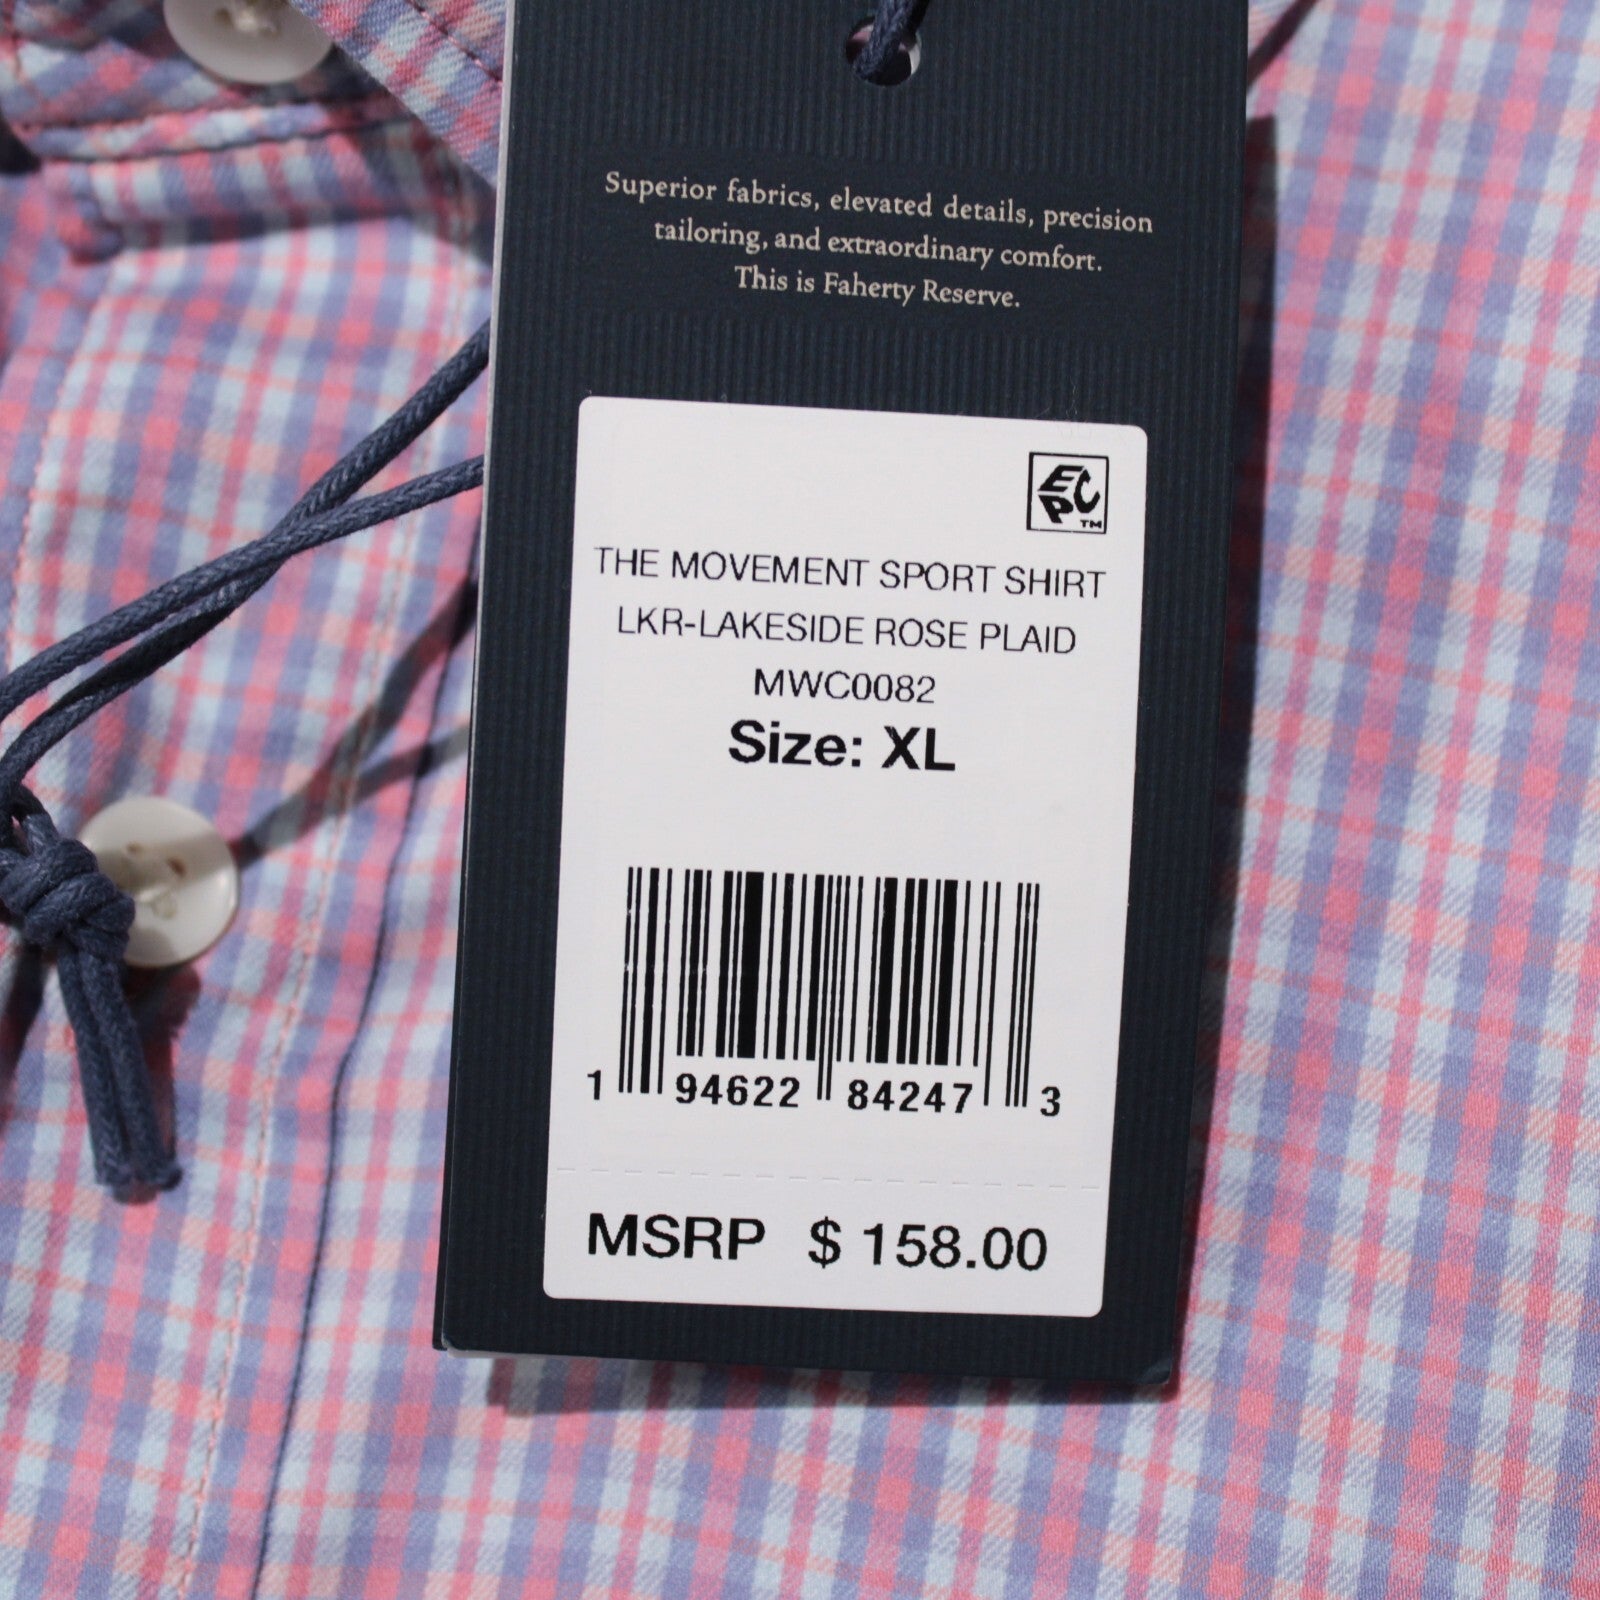 Superior fabrics, elevated details, precision
tailoring, and extraordinary comfort.
This is Faherty Reserve.
EPC™
THE MOVEMENT SPORT SHIRT
LKR-LAKESIDE ROSE PLAID
MWC0082
Size: XL
1 94622 84247 3
MSRP $ 158.00